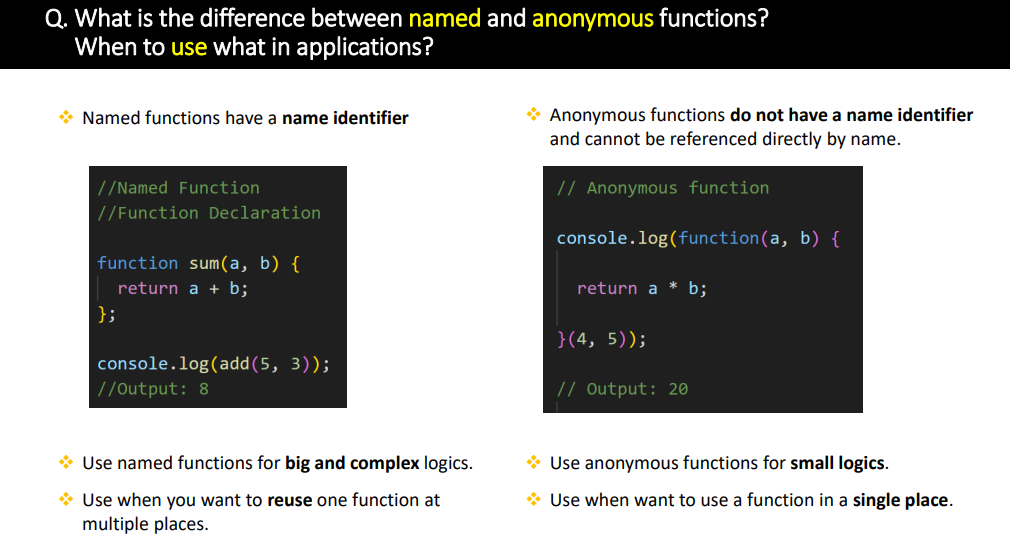 Q. What is the difference between named and anonymous functions?
When to use what in applications?
❖ Named functions have a name identifier
//Named Function
//Function Declaration
function sum(a, b) {
return a + b;
};
console.log(add(5, 3));
//Output: 8
❖ Use named functions for big and complex logics.
❖ Use when you want to reuse one function at
multiple places.
❖ Anonymous functions do not have a name identifier
and cannot be referenced directly by name.
// Anonymous function
console.log(function(a, b) {
return a * b;
}(4, 5));
// Output: 20
❖ Use anonymous functions for small logics.
❖ Use when want to use a function in a single place.